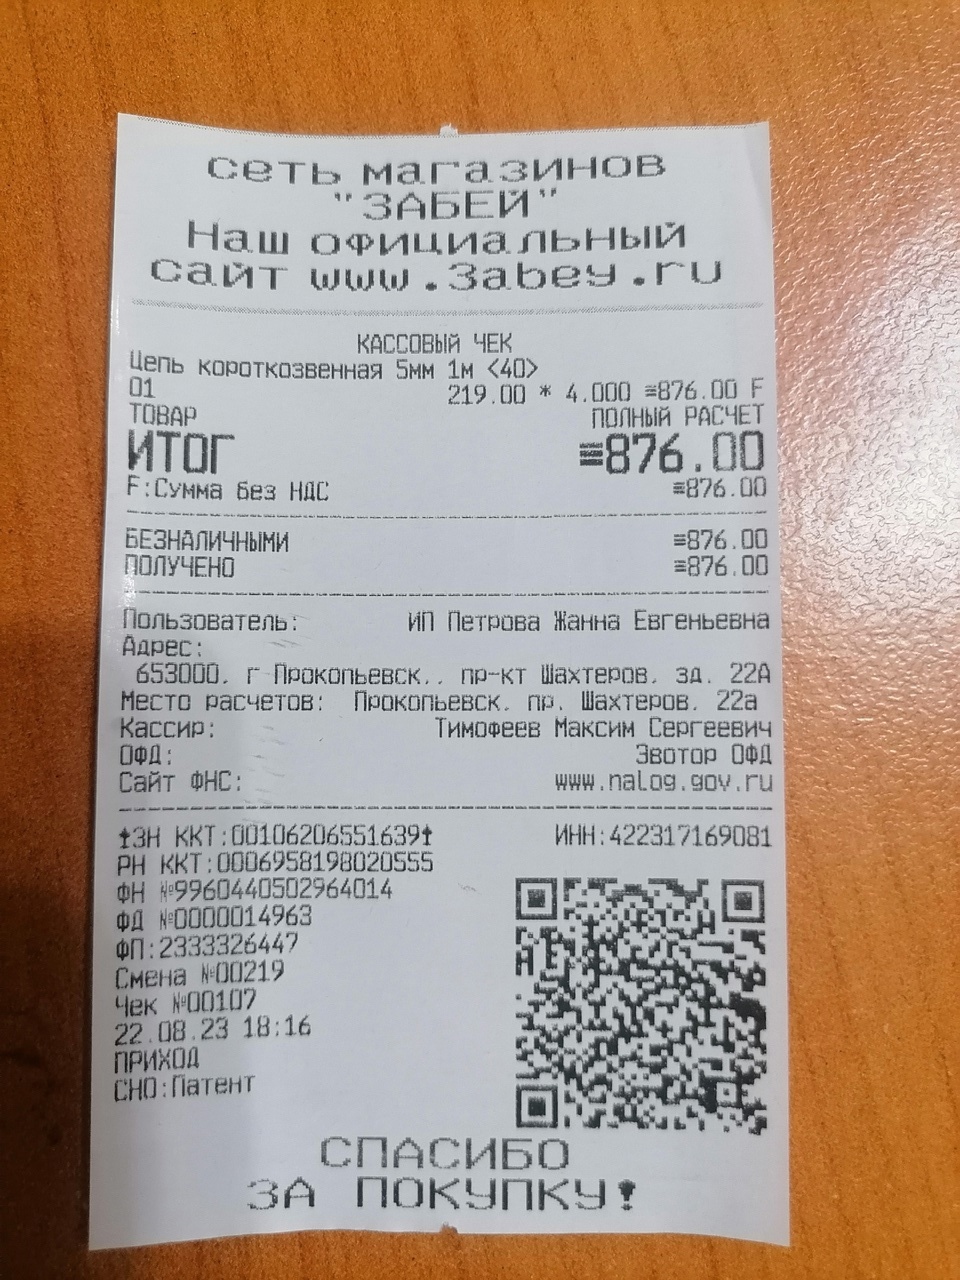 сеть магазинов
"ЗАБЕЙ"
Наш официальный
сайт www.3abey.ru
КАССОВЫЙ ЧЕК
Цепь короткозвенная 5мм 1м <40>
01 219.00 * 4.000 ≡876.00 F
ТОВАР ПОЛНЫЙ РАСЧЕТ
ИТОГ ≡876.00
F:Сумма без НДС ≡876.00
БЕЗНАЛИЧНЫМИ ≡876.00
ПОЛУЧЕНО ≡876.00
Пользователь: ИП Петрова Жанна Евгеньевна
Адрес:
653000, г Прокопьевск,, пр-кт Шахтеров, зд. 22А
Место расчетов: Прокопьевск, пр. Шахтеров, 22а
Кассир: Тимофеев Максим Сергеевич
ОФД: Эвотор ОФД
Сайт ФНС: www.nalog.gov.ru
ЗН ККТ:00106206551639 ИНН:422317169081
РН ККТ:0006958198020555
ФН №9960440502964014
ФД №0000014963
ФП:2333326447
Смена №00219
Чек №00107
22.08.23 18:16
ПРИХОД
СНО:Патент
СПАСИБО
ЗА ПОКУПКУ!